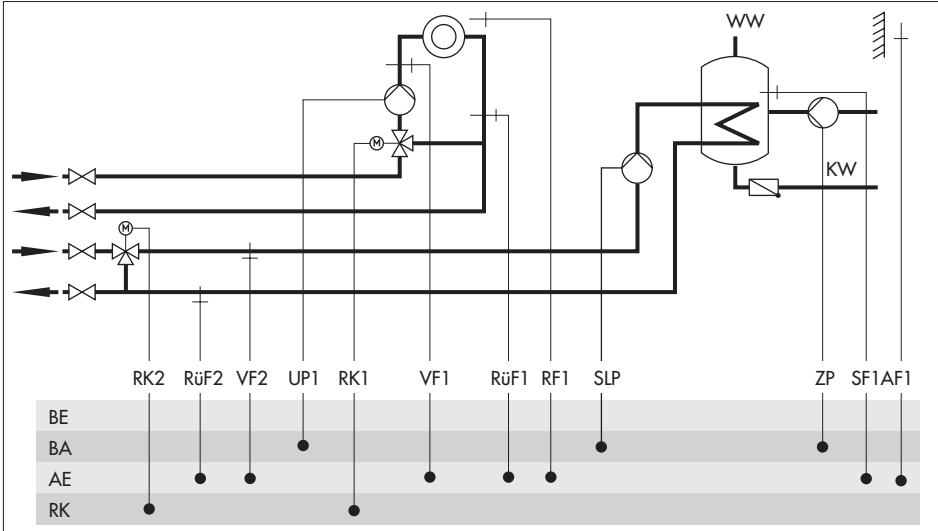 WW
M
KW
M
RK2 RüF2 VF2 UP1 RK1 VF1 RüF1 RF1 SLP ZP SF1 AF1
BE
BA
AE
RK